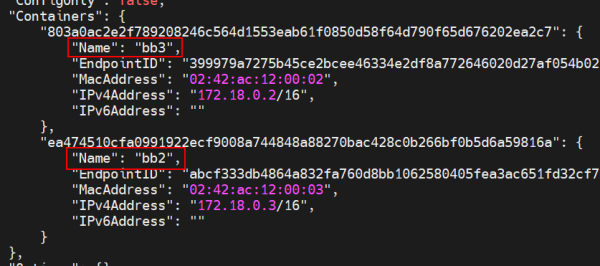 "ConfigOnly": false,
"Containers": {
"803a0ac2e2f789208246c564d1553eab61f0850d58f64d790f65d676202ea2c7": {
"Name": "bb3",
"EndpointID": "399979a7275b45ce2bcee46334e2df8a772646020d27af054b02
"MacAddress": "02:42:ac:12:00:02",
"IPv4Address": "172.18.0.2/16",
"IPv6Address": ""
},
"ea474510cfa0991922ecf9008a744848a88270bac428c0b266bf0b5d6a59816a": {
"Name": "bb2",
"EndpointID": "abcf333db4864a832fa760d8bb1062580405fea3ac651fd32cf7
"MacAddress": "02:42:ac:12:00:03",
"IPv4Address": "172.18.0.3/16",
"IPv6Address": ""
}
},